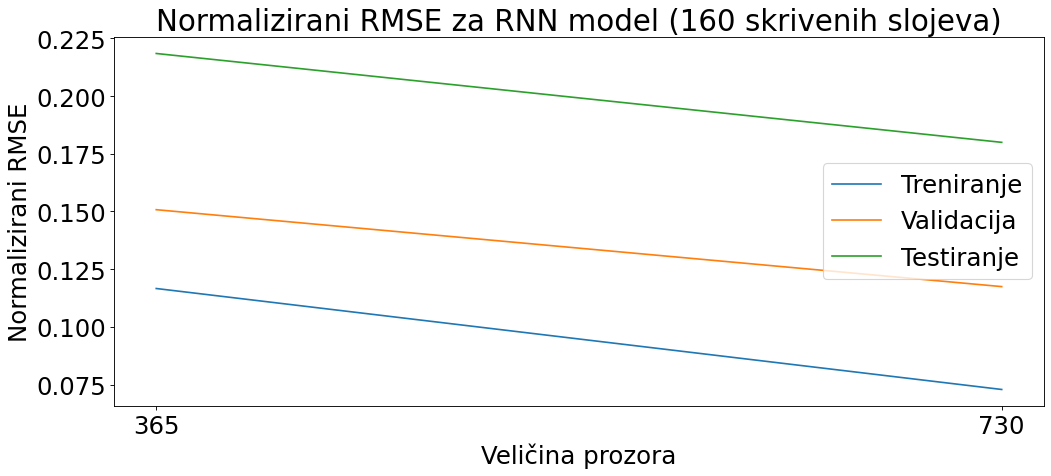 Normalizirani RMSE za RNN model (160 skrivenih slojeva)
Normalizirani RMSE
0.225
0.200
0.175
0.150
0.125
0.100
0.075
Treniranje
Validacija
Testiranje
365
730
Veličina prozora